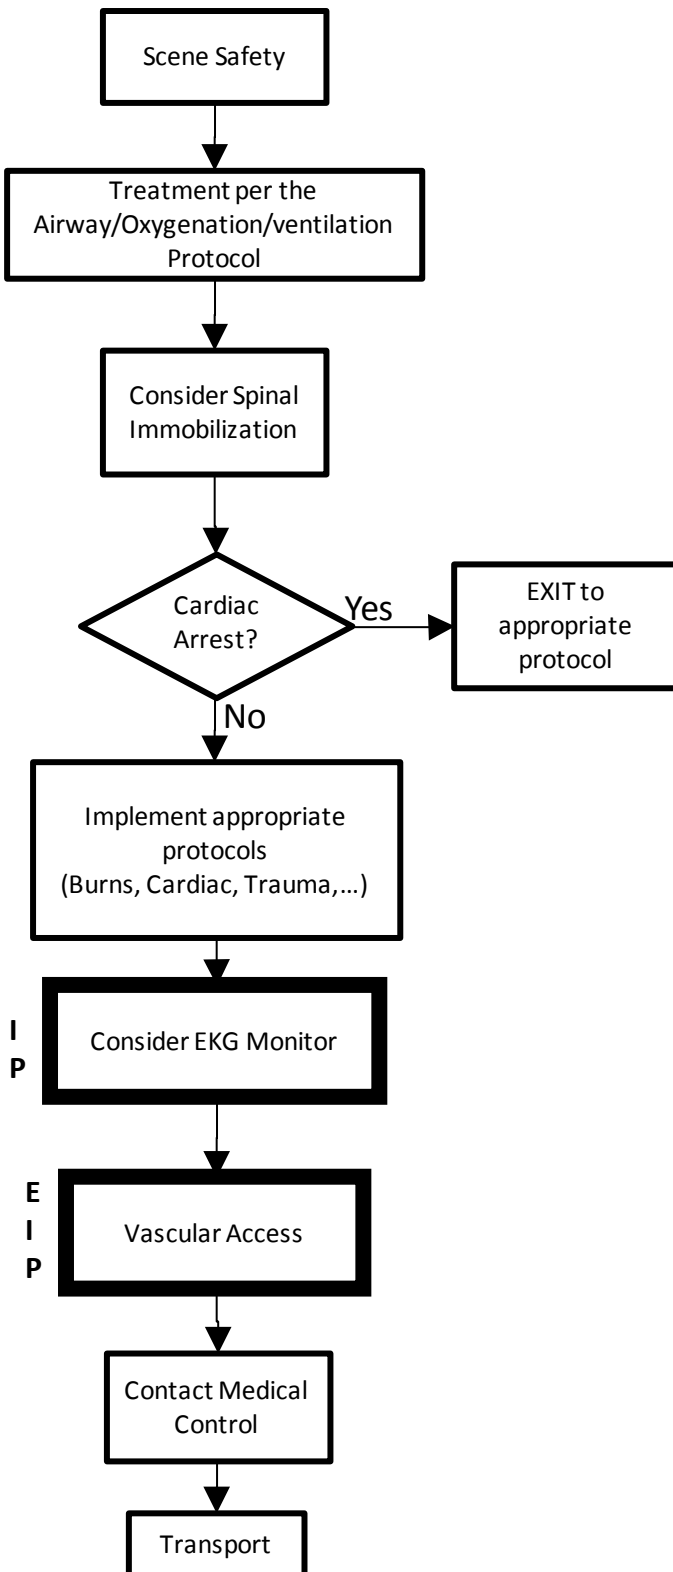 Scene Safety
Treatment per the
Airway/Oxygenation/ventilation
Protocol
Consider Spinal
Immobilization
Cardiac
Arrest?
Yes
EXIT to
appropriate
protocol
No
Implement appropriate
protocols
(Burns, Cardiac, Trauma,...)
I
P
Consider EKG Monitor
E
I
P
Vascular Access
Contact Medical
Control
Transport